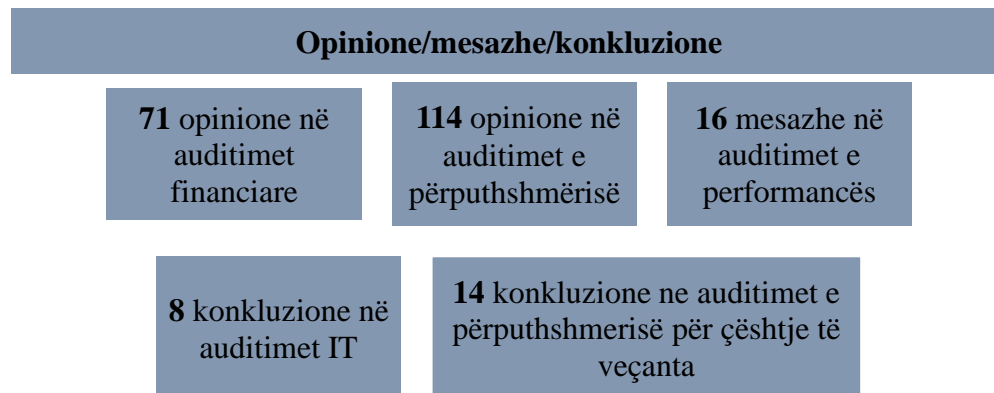 Opinione/mesazhe/konkluzione
71 opinione në
auditimet
financiare
114 opinione në
auditimet e
përputhshmërisë
16 mesazhe në
auditimet e
performancës
8 konkluzione në
auditimet IT
14 konkluzione ne auditimet e
përputhshmerisë për çështje të
veçanta